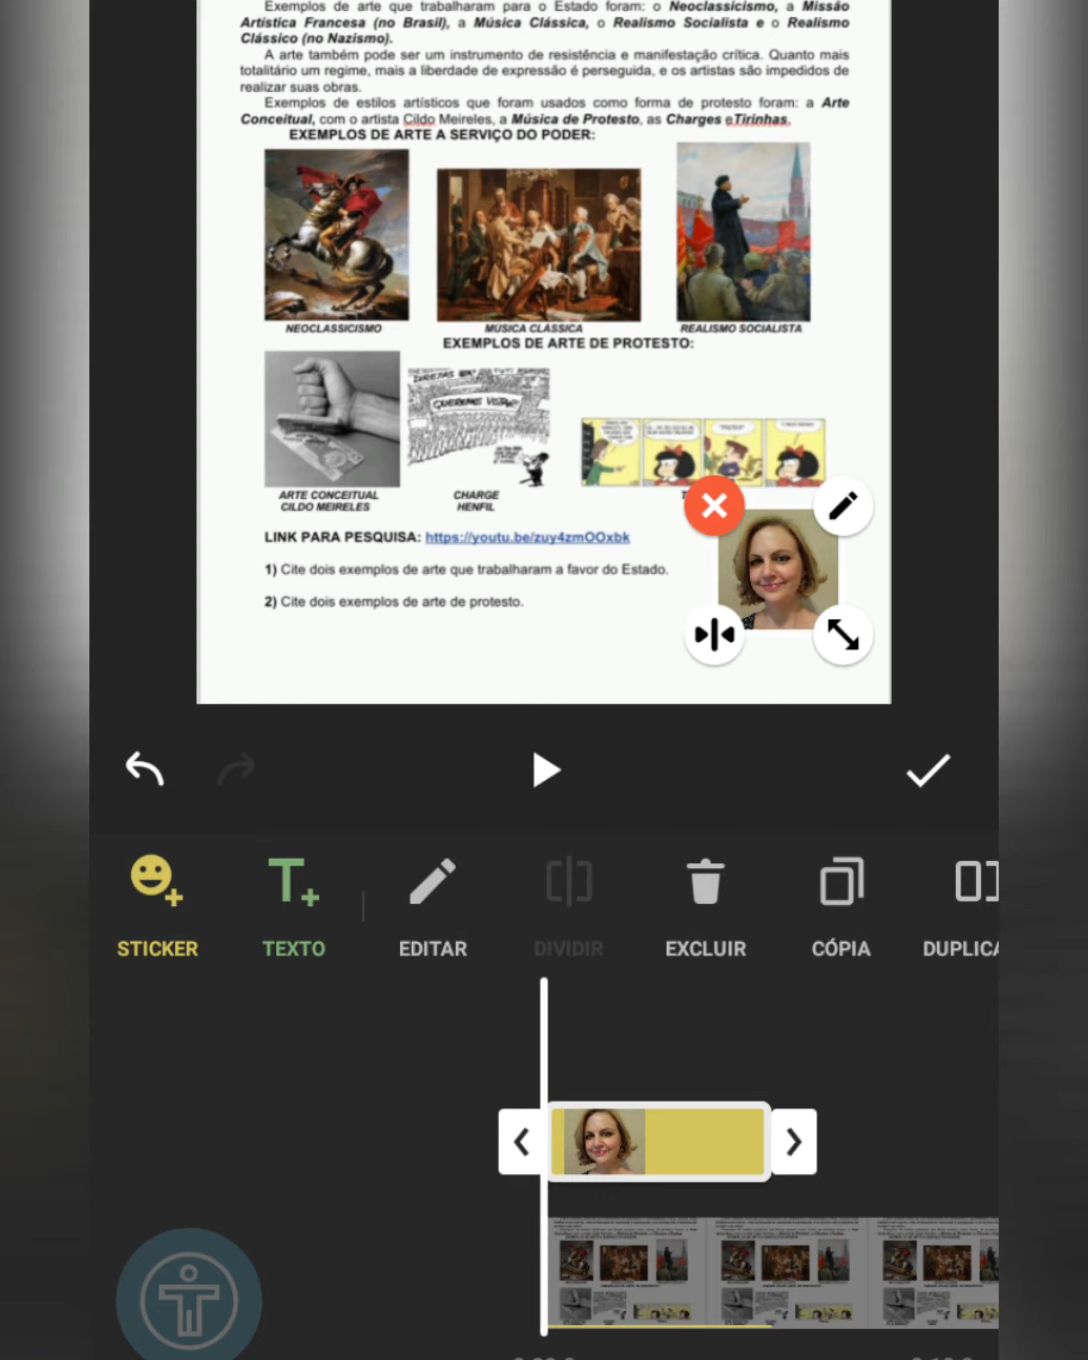 Exemplos de arte que trabalharam para o Estado foram: o Neoclassicismo, a Missão
Artística Francesa (no Brasil), a Música Clássica, o Realismo Socialista e o Realismo
Clássico (no Nazismo).
A arte também pode ser um instrumento de resistência e manifestação crítica. Quanto mais
totalitário um regime, mais a liberdade de expressão é perseguida, e os artistas são impedidos de
realizar suas obras.
Exemplos de estilos artísticos que foram usados como forma de protesto foram: a Arte
Conceitual, com o artista Cildo Meireles, a Música de Protesto, as Charges eTirinhas.
EXEMPLOS DE ARTE A SERVIÇO DO PODER:
NEOCLASSICISMO
MÚSICA CLÁSSICA
REALISMO SOCIALISTA
EXEMPLOS DE ARTE DE PROTESTO:
QUEREMOS VOTAR
ARTE CONCEITUAL
CILDO MEIRELES
CHARGE
HENFIL
LINK PARA PESQUISA: https://youtu.be/zuy4zmOOxbk
1) Cite dois exemplos de arte que trabalharam a favor do Estado.
2) Cite dois exemplos de arte de protesto.
STICKER
TEXTO
EDITAR
DIVIDIR
EXCLUIR
CÓPIA
DUPLICA